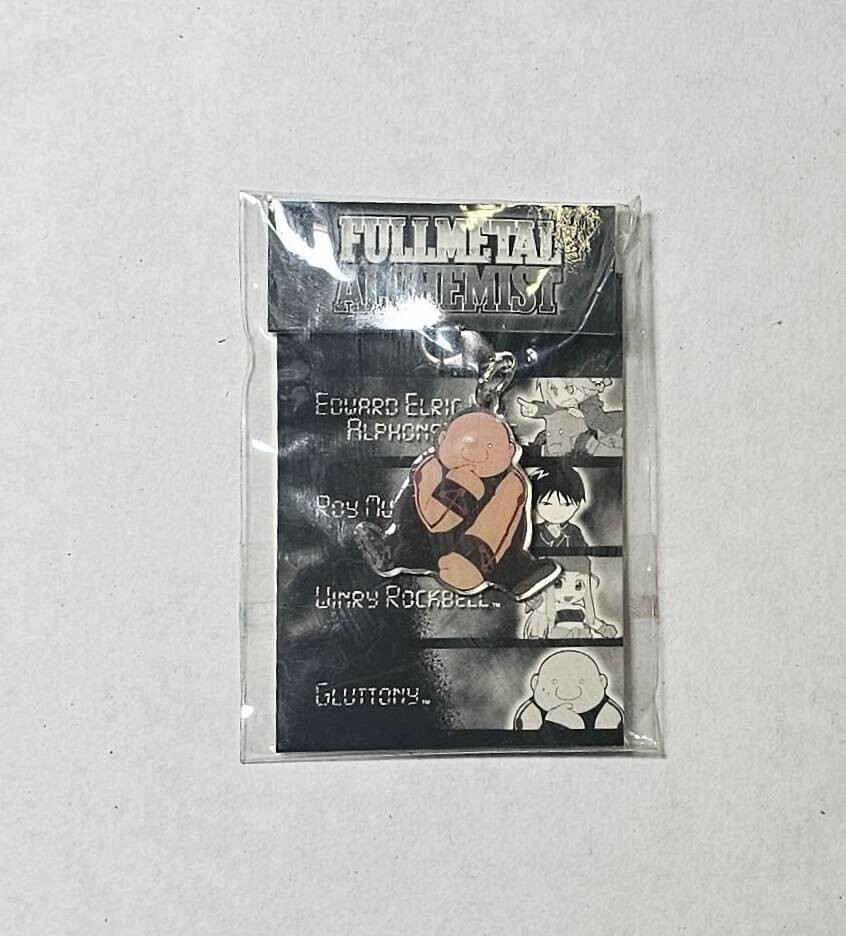 FULLMETAL
ALCHEMIST
EDWARD ELRIC
ALPHONS
ROY MU
WINRY ROCKBELL™
GLUTTONY™